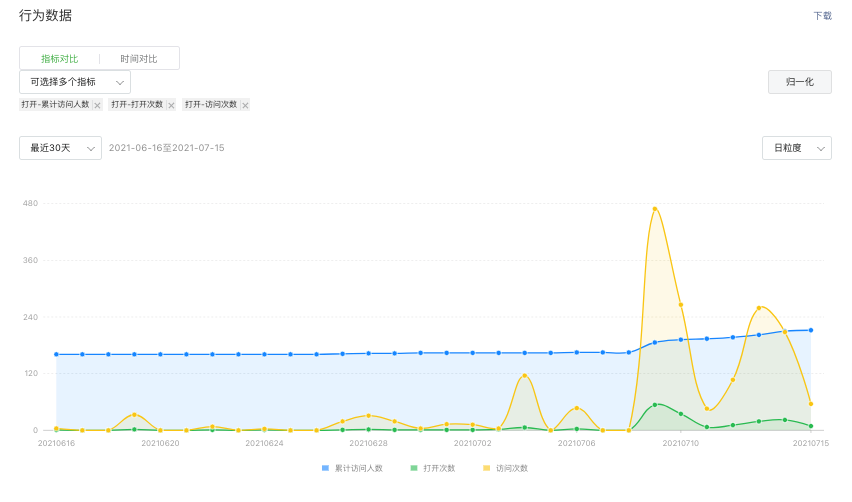 行为数据 下载
指标对比 时间对比
可选择多个指标 归一化
打开-累计访问人数 打开-打开次数 打开-访问次数
最近30天 2021-06-16至2021-07-15 日粒度
480
360
240
120
0
20210616 20210620 20210624 20210628 20210702 20210706 20210710 20210715
累计访问人数 打开次数 访问次数